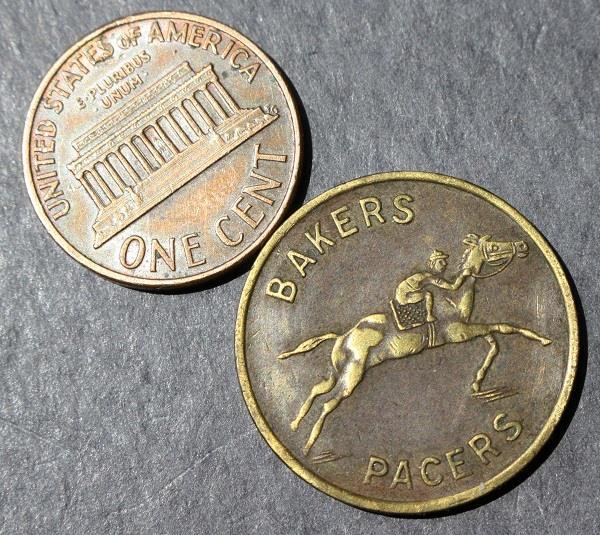 UNITED STATES OF AMERICA
E·PLURIBUS
UNUM
ONE CENT
BAKERS
PACERS